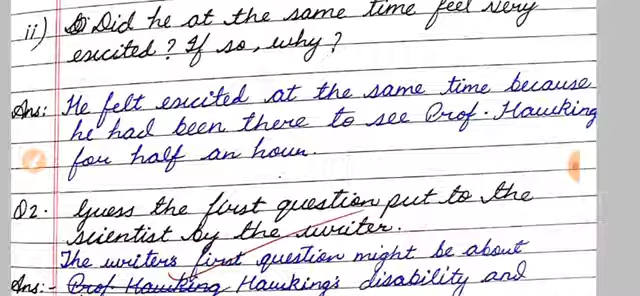 ii) Did he at the same time feel very
excited? If so, why?
Ans: He felt excited at the same time because
he had been there to see Prof. Hawking
for half an hour.
Q2. Guess the first question put to the
scientist by the writer.
The writers first question might be about
Ans:- Prof Hawking Hawking's disability and